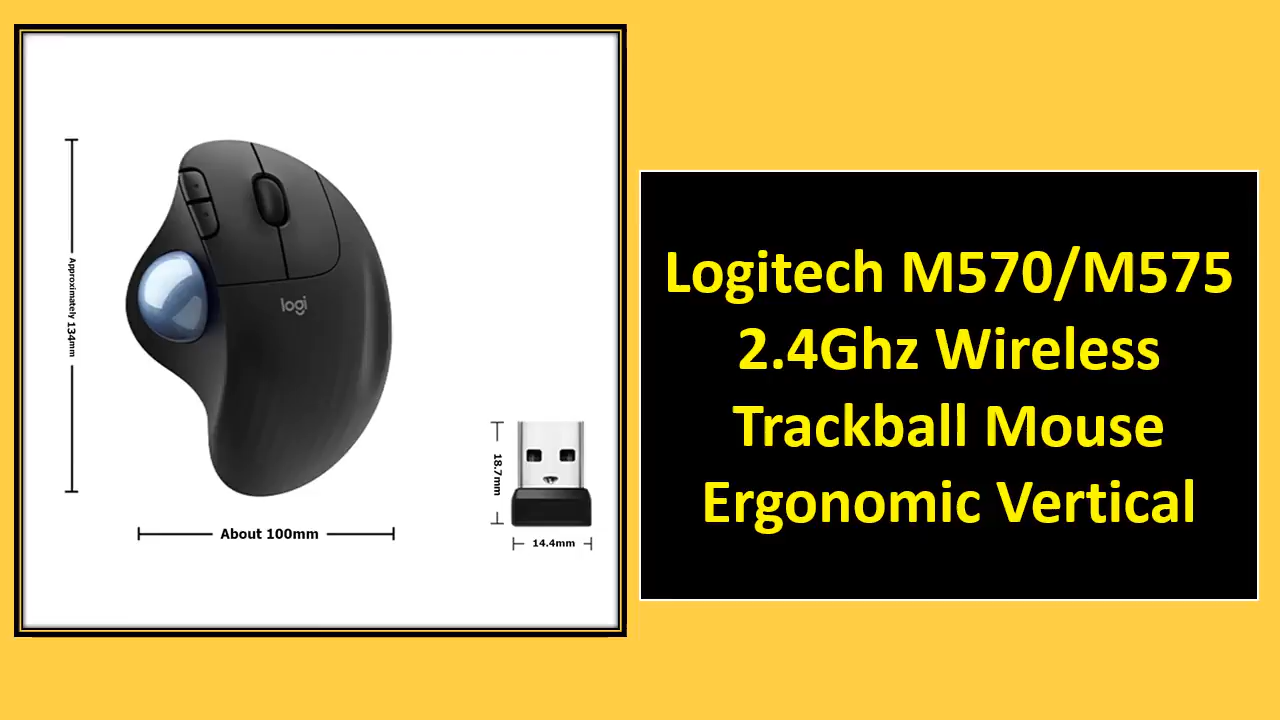 Approximately 134mm
logi
About 100mm
18.7mm
14.4mm
Logitech M570/M575
2.4Ghz Wireless
Trackball Mouse
Ergonomic Vertical